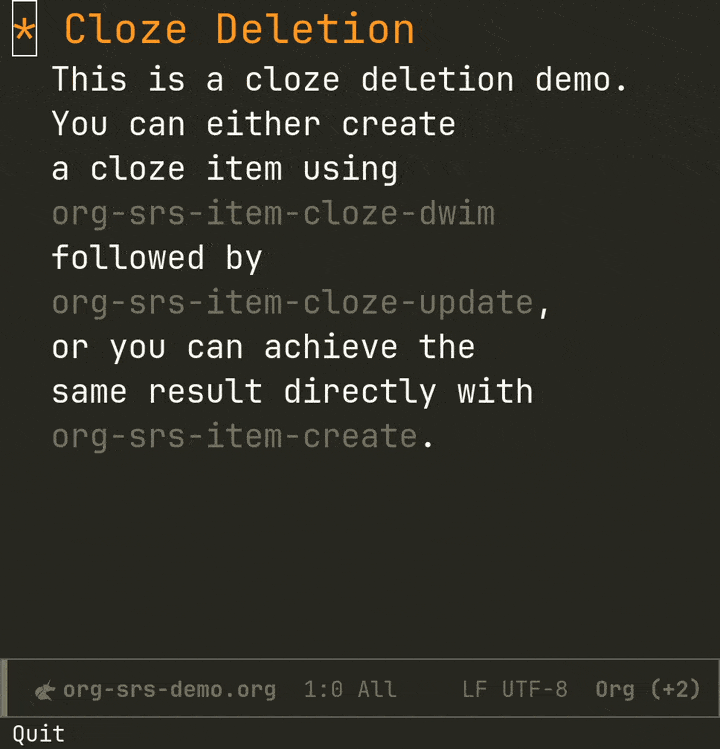 * Cloze Deletion
This is a cloze deletion demo.
You can either create
a cloze item using
org-srs-item-cloze-dwim
followed by
org-srs-item-cloze-update,
or you can achieve the
same result directly with
org-srs-item-create.
org-srs-demo.org 1:0 All LF UTF-8 Org (+2)
Quit